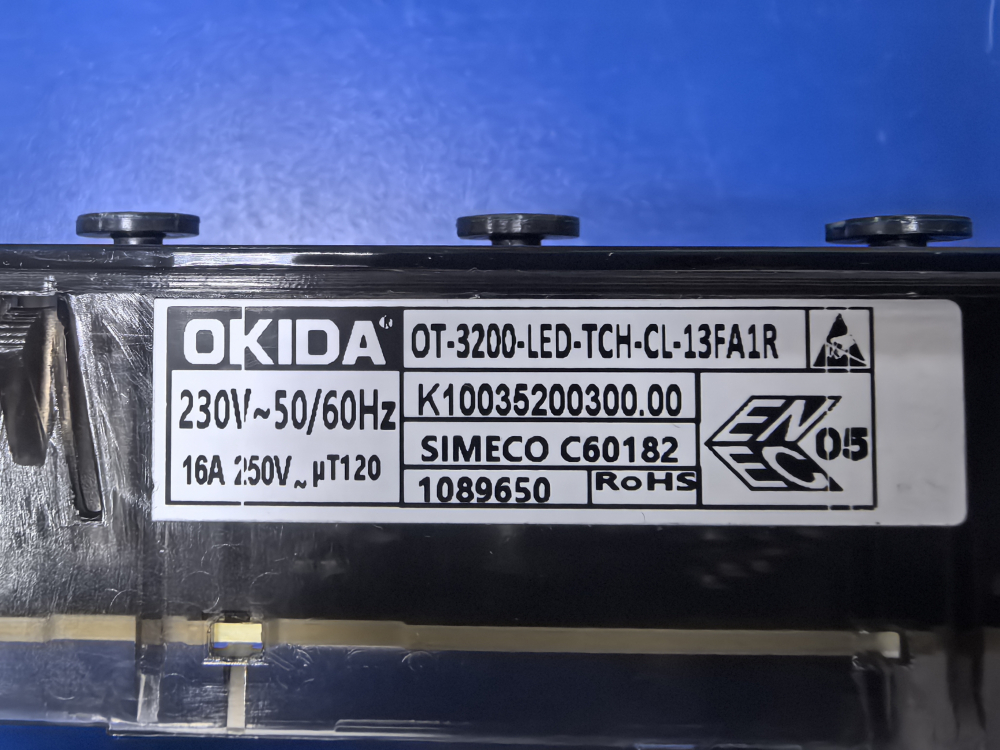 OKIDA®
OT-3200-LED-TCH-CL-13FA1R
230V~50/60Hz
K10035200300.00
16A 250V~ µT120
SIMECO C60182
1089650
RoHS
ENEC 05